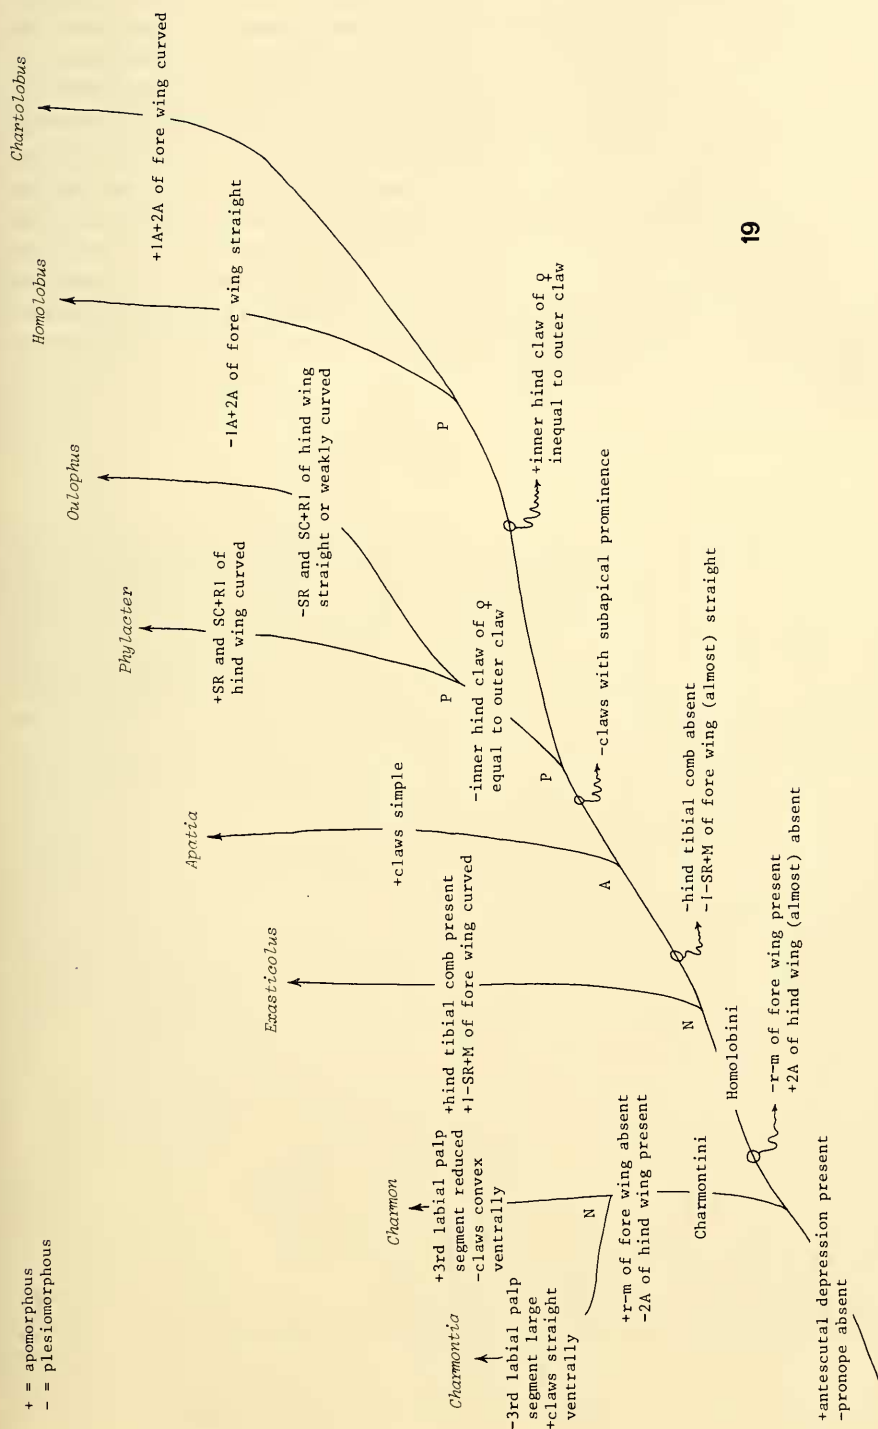 + = apomorphous
- = plesiomorphous
Chartolobus
+1A+2A of fore wing curved
Homolobus
-1A+2A of fore wing straight
Oulophus
-SR and SC+R1 of hind wing
straight or weakly curved
Phylacter
+SR and SC+R1 of
hind wing curved
P
+inner hind claw of ♀
inequal to outer claw
P
-inner hind claw of ♀
equal to outer claw
P
-claws with subapical prominence
Apatia
+claws simple
A
-hind tibial comb absent
-1-SR+M of fore wing (almost) straight
Exasticolus
+hind tibial comb present
+1-SR+M of fore wing curved
N
Homolobini
-r-m of fore wing present
+2A of hind wing (almost) absent
Charmon
+3rd labial palp
segment reduced
-claws convex
ventrally
Charmontia
-3rd labial palp
segment large
+claws straight
ventrally
N
+r-m of fore wing absent
-2A of hind wing present
Charmontini
+antescutal depression present
-pronope absent
19